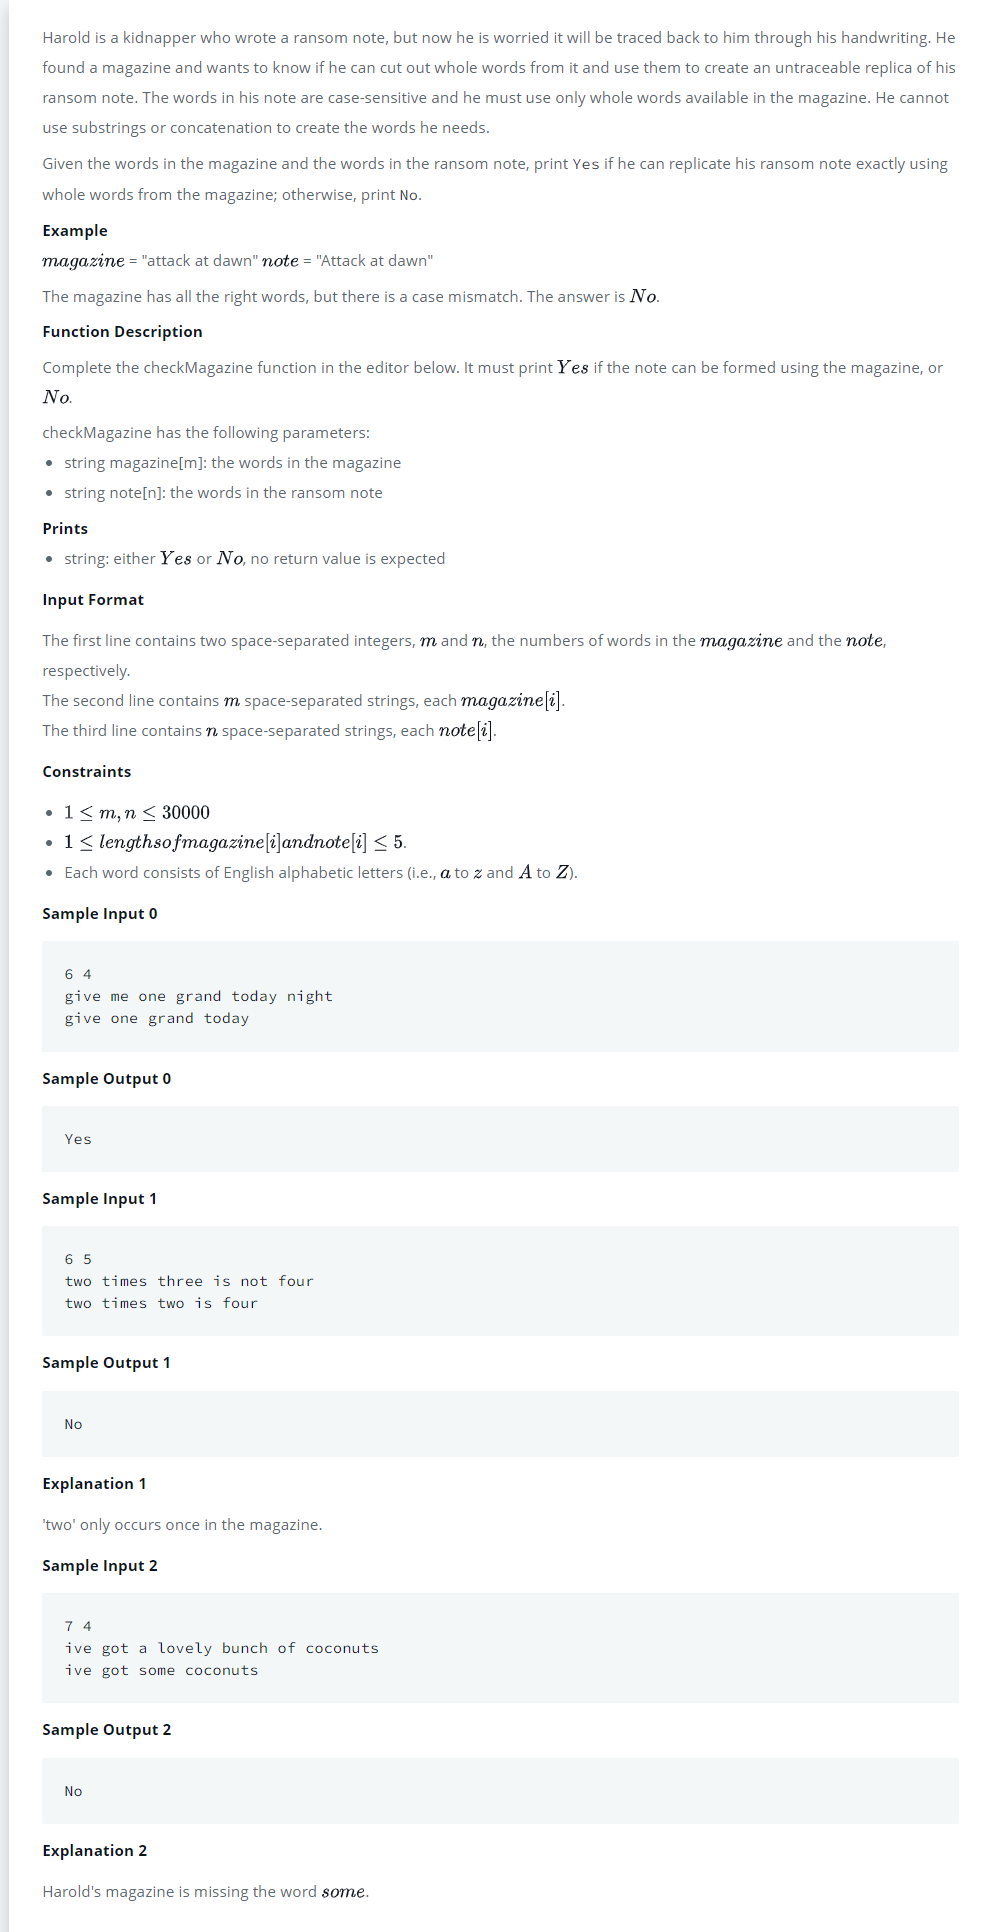 Harold is a kidnapper who wrote a ransom note, but now he is worried it will be traced back to him through his handwriting. He
found a magazine and wants to know if he can cut out whole words from it and use them to create an untraceable replica of his
ransom note. The words in his note are case-sensitive and he must use only whole words available in the magazine. He cannot
use substrings or concatenation to create the words he needs.
Given the words in the magazine and the words in the ransom note, print Yes if he can replicate his ransom note exactly using
whole words from the magazine; otherwise, print No.
Example
magazine = "attack at dawn" note = "Attack at dawn"
The magazine has all the right words, but there is a case mismatch. The answer is No.
Function Description
Complete the checkMagazine function in the editor below. It must print Yes if the note can be formed using the magazine, or
No.
checkMagazine has the following parameters:
• string magazine[m]: the words in the magazine
• string note[n]: the words in the ransom note
Prints
• string: either Yes or No, no return value is expected
Input Format
The first line contains two space-separated integers, m and n, the numbers of words in the magazine and the note,
respectively.
The second line contains m space-separated strings, each magazine[i].
The third line contains n space-separated strings, each note[i].
Constraints
• 1 ≤ m, n ≤ 30000
• 1 ≤ lengthsofmagazine[i]andnote[i] ≤ 5.
• Each word consists of English alphabetic letters (i.e., a to z and A to Z).
Sample Input 0
6 4
give me one grand today night
give one grand today
Sample Output 0
Yes
Sample Input 1
6 5
two times three is not four
two times two is four
Sample Output 1
No
Explanation 1
'two' only occurs once in the magazine.
Sample Input 2
7 4
ive got a lovely bunch of coconuts
ive got some coconuts
Sample Output 2
No
Explanation 2
Harold's magazine is missing the word some.